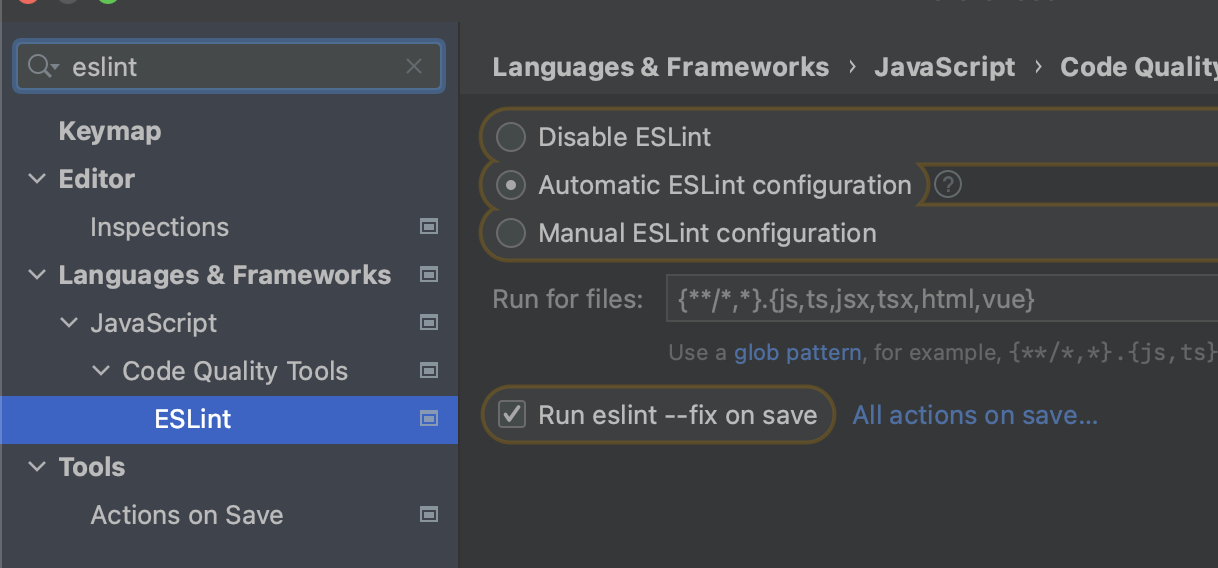 eslint
Keymap
Editor
Inspections
Languages & Frameworks
JavaScript
Code Quality Tools
ESLint
Tools
Actions on Save
Languages & Frameworks › JavaScript › Code Quality
Disable ESLint
Automatic ESLint configuration ?
Manual ESLint configuration
Run for files: {**/*,*}.{js,ts,jsx,tsx,html,vue}
Use a glob pattern, for example, {**/*,*}.{js,ts}
Run eslint --fix on save All actions on save...